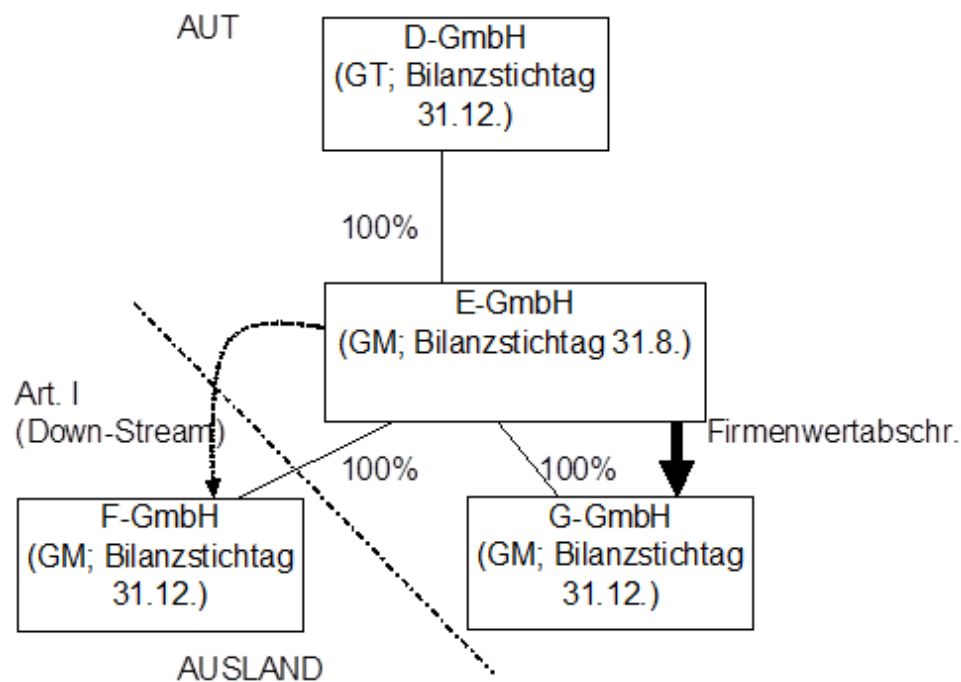 AUT
D-GmbH
(GT; Bilanzstichtag
31.12.)
100%
E-GmbH
(GM; Bilanzstichtag 31.8.)
Art. I
(Down-Stream)
Firmenwertabschr.
100%
100%
F-GmbH
(GM; Bilanzstichtag
31.12.)
G-GmbH
(GM; Bilanzstichtag
31.12.)
AUSLAND